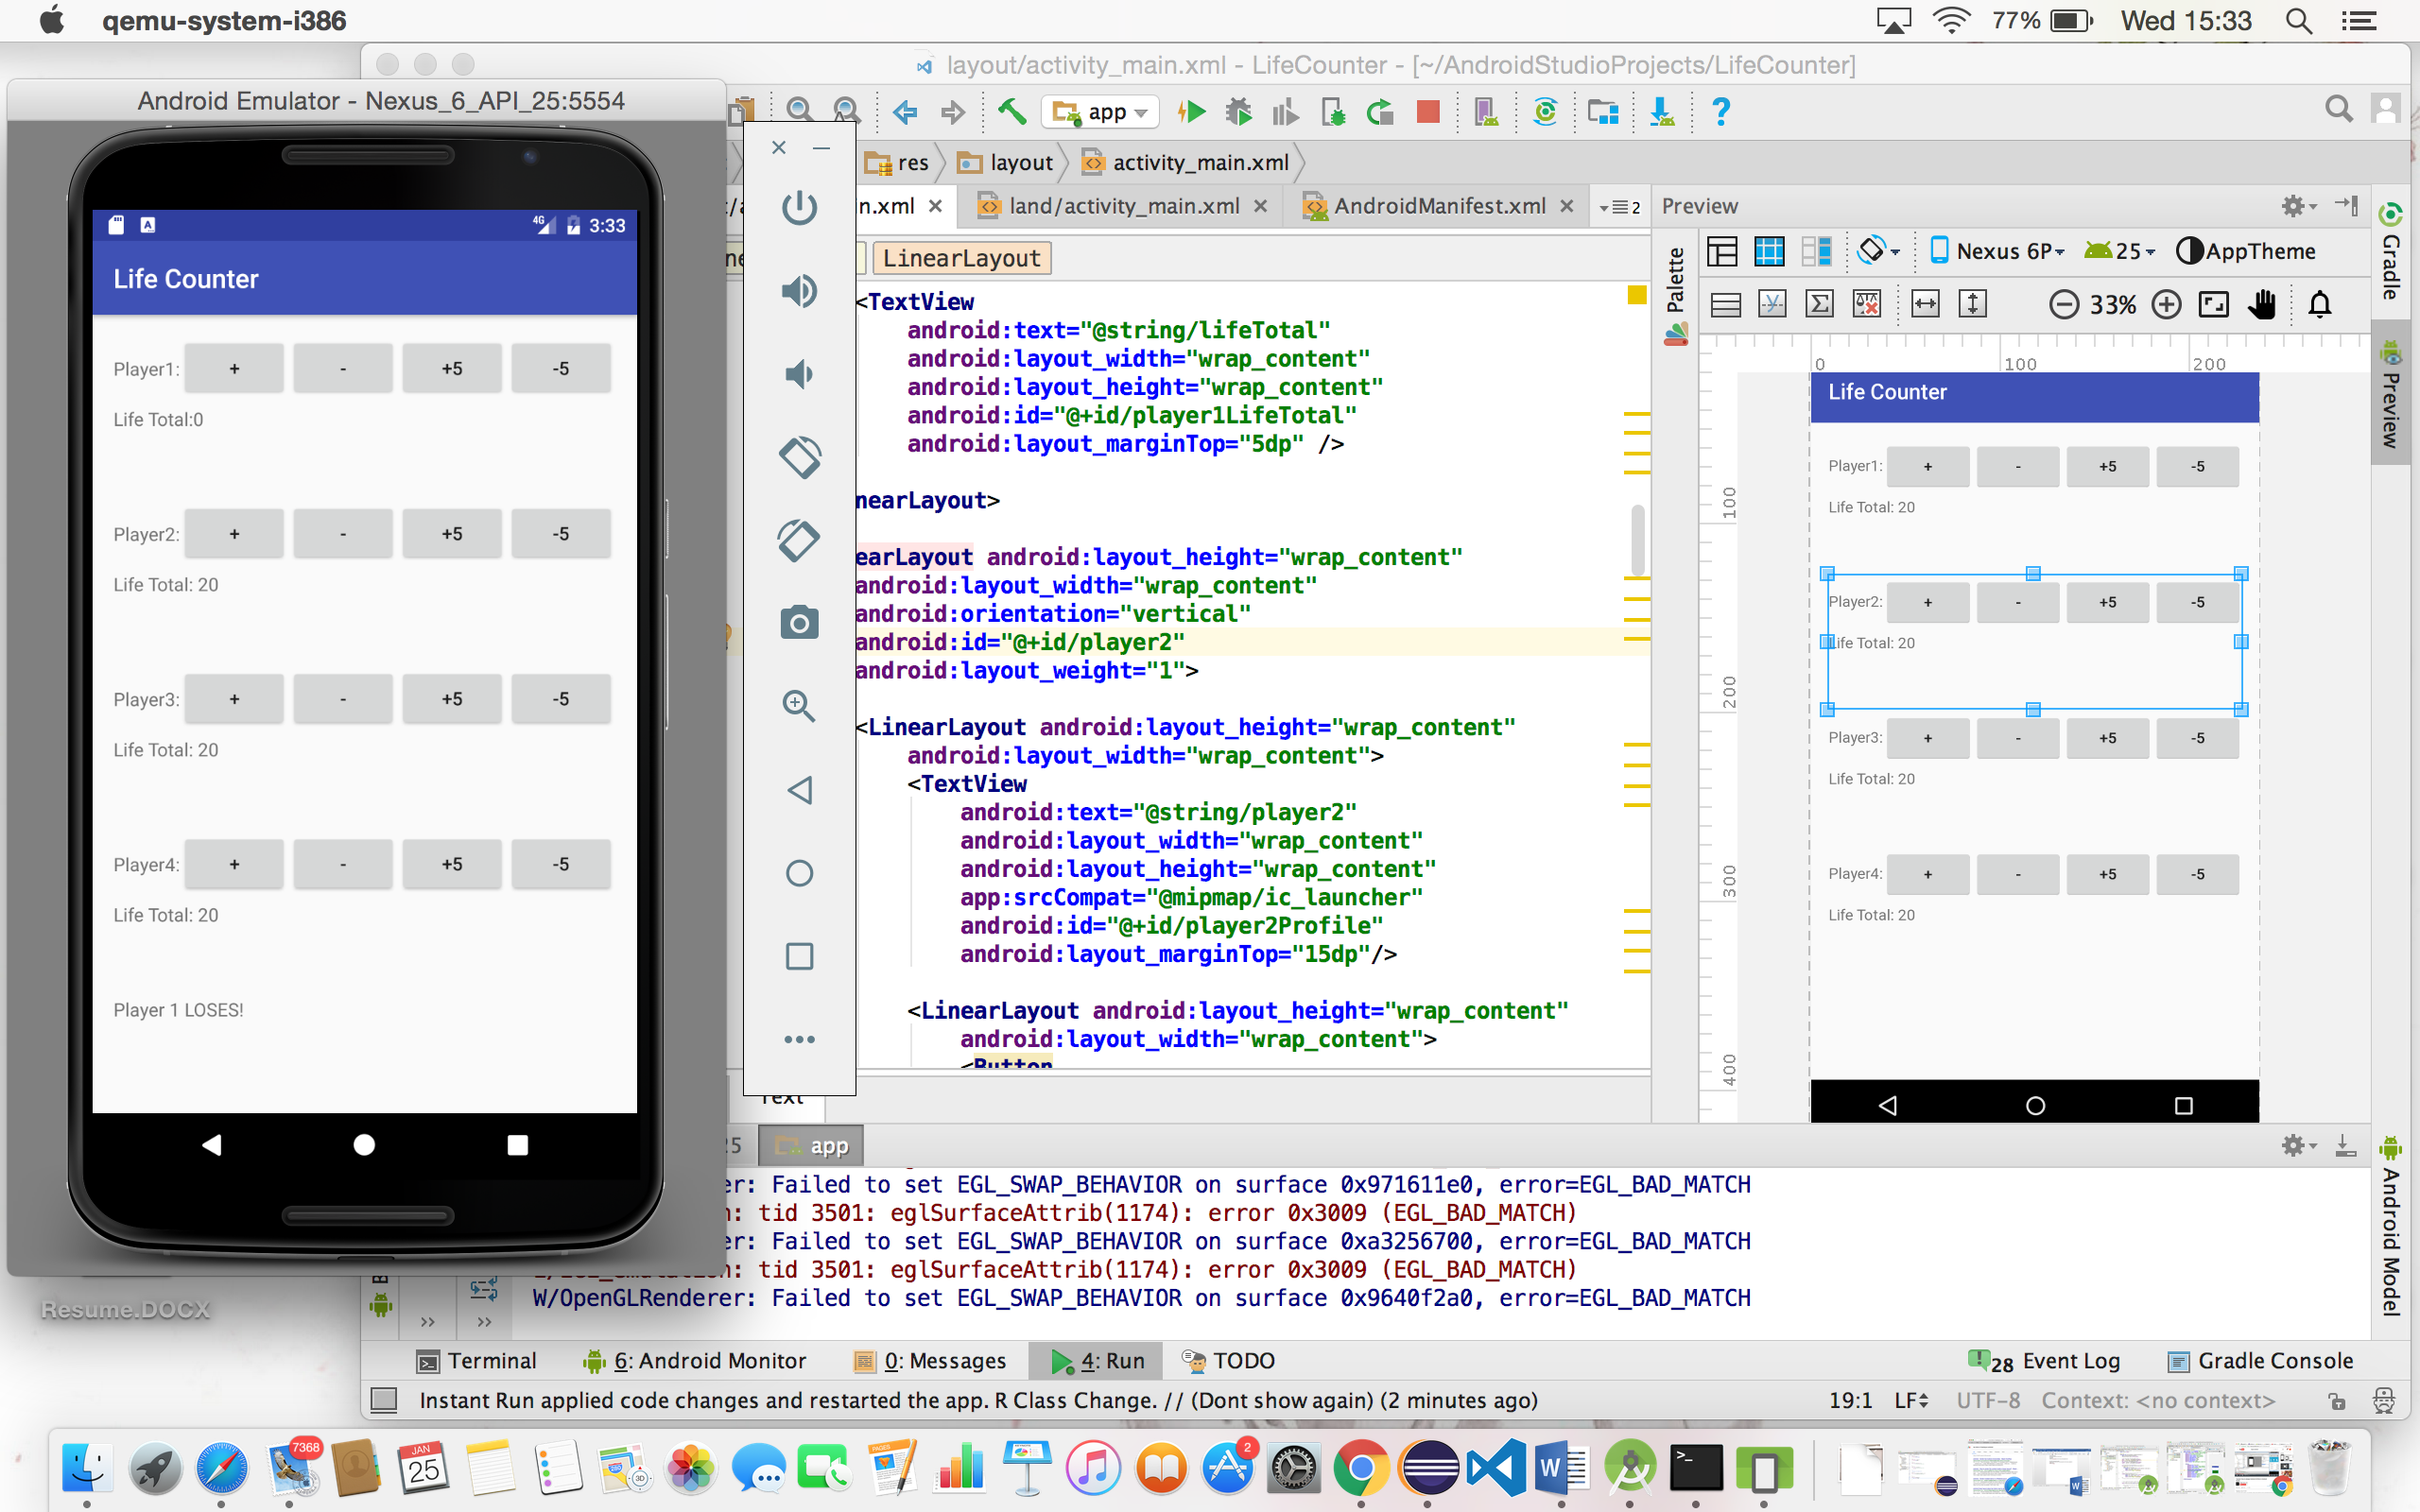 qemu-system-i386
77%
Wed 15:33
layout/activity_main.xml - LifeCounter - [~/AndroidStudioProjects/LifeCounter]
Android Emulator - Nexus_6_API_25:5554
app
res
layout
activity_main.xml
n.xml
land/activity_main.xml
AndroidManifest.xml
2
Preview
LinearLayout
Palette
Nexus 6P
25
AppTheme
33%
Gradle
Preview
4G
3:33
Life Counter
Player1:
+
-
+5
-5
Life Total:0
Player2:
+
-
+5
-5
Life Total: 20
Player3:
+
-
+5
-5
Life Total: 20
Player4:
+
-
+5
-5
Life Total: 20
Player 1 LOSES!
<TextView
android:text="@string/lifeTotal"
android:layout_width="wrap_content"
android:layout_height="wrap_content"
android:id="@+id/player1LifeTotal"
android:layout_marginTop="5dp" />
nearLayout>
earLayout android:layout_height="wrap_content"
android:layout_width="wrap_content"
android:orientation="vertical"
android:id="@+id/player2"
android:layout_weight="1">
<LinearLayout android:layout_height="wrap_content"
android:layout_width="wrap_content">
<TextView
android:text="@string/player2"
android:layout_width="wrap_content"
android:layout_height="wrap_content"
app:srcCompat="@mipmap/ic_launcher"
android:id="@+id/player2Profile"
android:layout_marginTop="15dp"/>
<LinearLayout android:layout_height="wrap_content"
android:layout_width="wrap_content">
<Button
Text
0
100
200
100
200
300
400
Life Counter
Player1:
+
-
+5
-5
Life Total: 20
Player2:
+
-
+5
-5
Life Total: 20
Player3:
+
-
+5
-5
Life Total: 20
Player4:
+
-
+5
-5
Life Total: 20
25
app
er: Failed to set EGL_SWAP_BEHAVIOR on surface 0x971611e0, error=EGL_BAD_MATCH
n: tid 3501: eglSurfaceAttrib(1174): error 0x3009 (EGL_BAD_MATCH)
er: Failed to set EGL_SWAP_BEHAVIOR on surface 0xa3256700, error=EGL_BAD_MATCH
n: tid 3501: eglSurfaceAttrib(1174): error 0x3009 (EGL_BAD_MATCH)
W/OpenGLRenderer: Failed to set EGL_SWAP_BEHAVIOR on surface 0x9640f2a0, error=EGL_BAD_MATCH
Android Model
Resume.DOCX
Terminal
6: Android Monitor
0: Messages
4: Run
TODO
28 Event Log
Gradle Console
Instant Run applied code changes and restarted the app. R Class Change. // (Dont show again) (2 minutes ago)
19:1
LF
UTF-8
Context: <no context>
7368
JAN
25
3D
PAGES
2
W